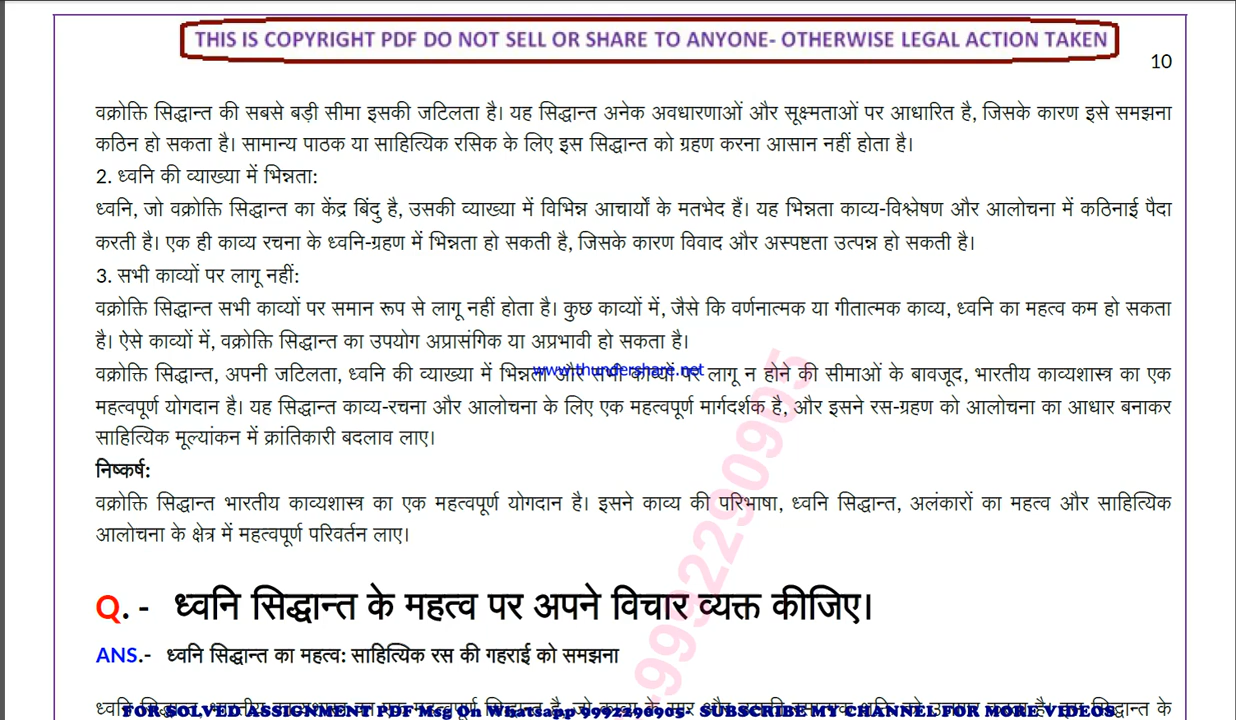 THIS IS COPYRIGHT PDF DO NOT SELL OR SHARE TO ANYONE- OTHERWISE LEGAL ACTION TAKEN
10
वक्रोक्ति सिद्धान्त की सबसे बड़ी सीमा इसकी जटिलता है। यह सिद्धान्त अनेक अवधारणाओं और सूक्ष्मताओं पर आधारित है, जिसके कारण इसे समझना
कठिन हो सकता है। सामान्य पाठक या साहित्यिक रसिक के लिए इस सिद्धान्त को ग्रहण करना आसान नहीं होता है।
2. ध्वनि की व्याख्या में भिन्नता:
ध्वनि, जो वक्रोक्ति सिद्धान्त का केंद्र बिंदु है, उसकी व्याख्या में विभिन्न आचार्यों के मतभेद हैं। यह भिन्नता काव्य-विश्लेषण और आलोचना में कठिनाई पैदा
करती है। एक ही काव्य रचना के ध्वनि-ग्रहण में भिन्नता हो सकती है, जिसके कारण विवाद और अस्पष्टता उत्पन्न हो सकती है।
3. सभी काव्यों पर लागू नहीं:
वक्रोक्ति सिद्धान्त सभी काव्यों पर समान रूप से लागू नहीं होता है। कुछ काव्यों में, जैसे कि वर्णनात्मक या गीतात्मक काव्य, ध्वनि का महत्व कम हो सकता
है। ऐसे काव्यों में, वक्रोक्ति सिद्धान्त का उपयोग अप्रासंगिक या अप्रभावी हो सकता है।
www.thundershare.net
वक्रोक्ति सिद्धान्त, अपनी जटिलता, ध्वनि की व्याख्या में भिन्नता और सभी काव्यों पर लागू न होने की सीमाओं के बावजूद, भारतीय काव्यशास्त्र का एक
महत्वपूर्ण योगदान है। यह सिद्धान्त काव्य-रचना और आलोचना के लिए एक महत्वपूर्ण मार्गदर्शक है, और इसने रस-ग्रहण को आलोचना का आधार बनाकर
साहित्यिक मूल्यांकन में क्रांतिकारी बदलाव लाए।
निष्कर्ष:
वक्रोक्ति सिद्धान्त भारतीय काव्यशास्त्र का एक महत्वपूर्ण योगदान है। इसने काव्य की परिभाषा, ध्वनि सिद्धान्त, अलंकारों का महत्व और साहित्यिक
आलोचना के क्षेत्र में महत्वपूर्ण परिवर्तन लाए।
9992290905
Q. - ध्वनि सिद्धान्त के महत्व पर अपने विचार व्यक्त कीजिए।
ANS.- ध्वनि सिद्धान्त का महत्व: साहित्यिक रस की गहराई को समझना
FOR SOLVED ASSIGNMENT PDF Msg On Whatsapp 9992290905- SUBSCRIBE MY CHANNEL FOR MORE VIDEOS